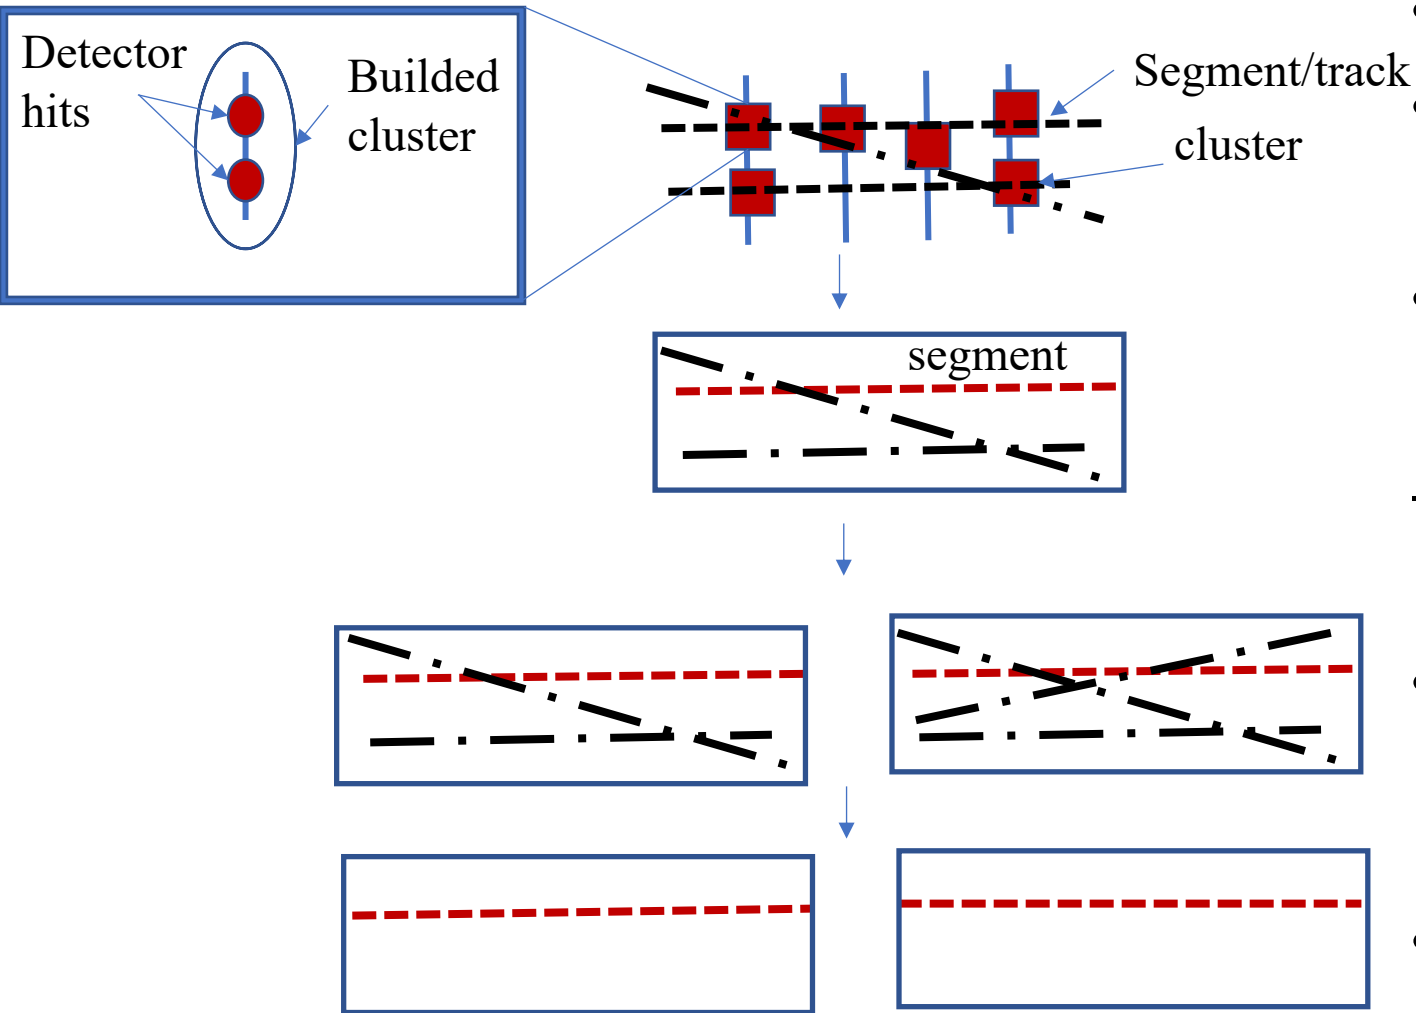 Detector
hits
Builded
cluster
Segment/track
cluster
segment